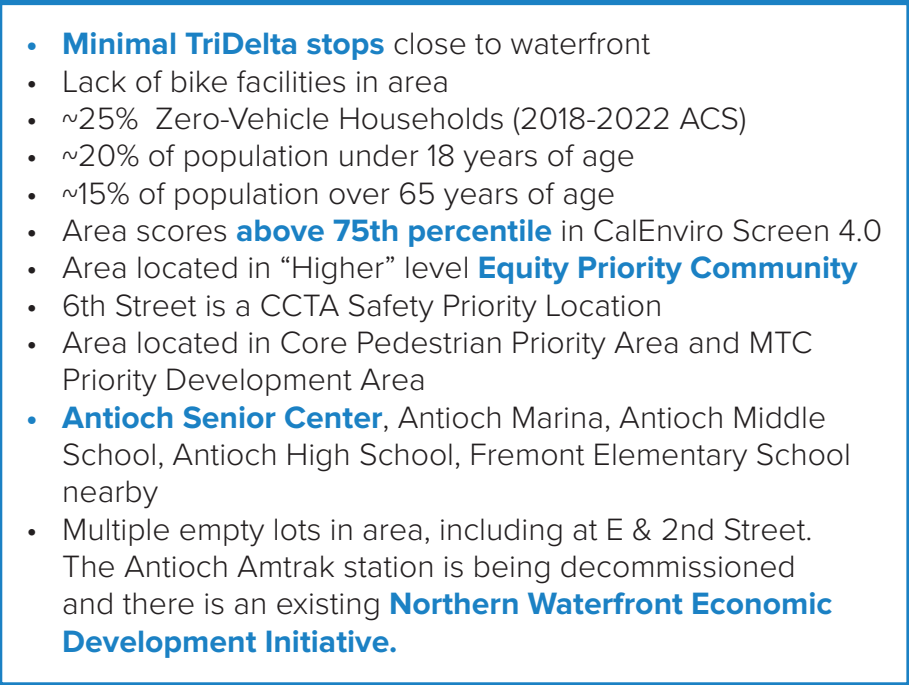 • Minimal TriDelta stops close to waterfront
• Lack of bike facilities in area
• ~25%  Zero-Vehicle Households (2018-2022 ACS)
• ~20% of population under 18 years of age
• ~15% of population over 65 years of age
• Area scores above 75th percentile in CalEnviro Screen 4.0
• Area located in “Higher” level Equity Priority Community
• 6th Street is a CCTA Safety Priority Location
• Area located in Core Pedestrian Priority Area and MTC
Priority Development Area
• Antioch Senior Center, Antioch Marina, Antioch Middle
School, Antioch High School, Fremont Elementary School
nearby
• Multiple empty lots in area, including at E & 2nd Street.
The Antioch Amtrak station is being decommissioned
and there is an existing Northern Waterfront Economic
Development Initiative.